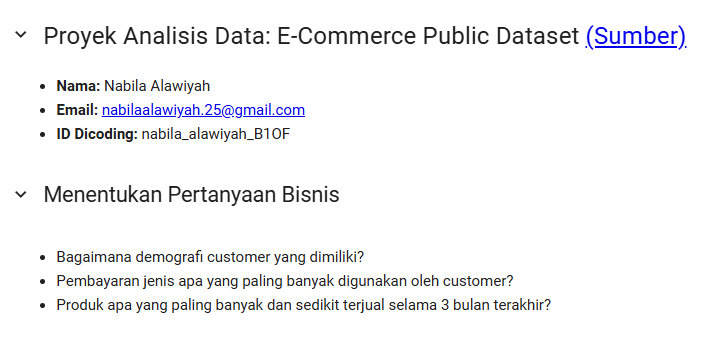 Proyek Analisis Data: E-Commerce Public Dataset (Sumber)
Nama: Nabila Alawiyah
Email: nabilaalawiyah.25@gmail.com
ID Dicoding: nabila_alawiyah_B1OF
Menentukan Pertanyaan Bisnis
Bagaimana demografi customer yang dimiliki?
Pembayaran jenis apa yang paling banyak digunakan oleh customer?
Produk apa yang paling banyak dan sedikit terjual selama 3 bulan terakhir?